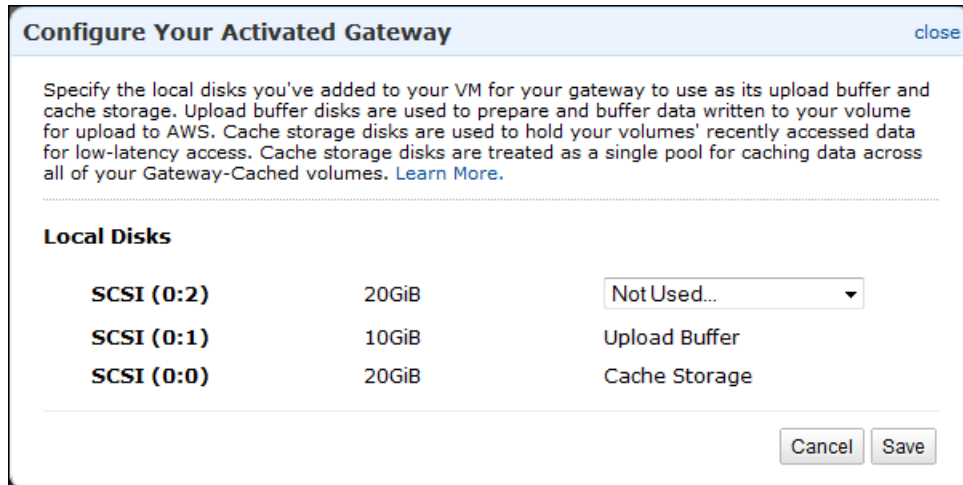 Configure Your Activated Gateway close
Specify the local disks you've added to your VM for your gateway to use as its upload buffer and
cache storage. Upload buffer disks are used to prepare and buffer data written to your volume
for upload to AWS. Cache storage disks are used to hold your volumes' recently accessed data
for low-latency access. Cache storage disks are treated as a single pool for caching data across
all of your Gateway-Cached volumes. Learn More.
Local Disks
SCSI (0:2) 20GiB Not Used...
SCSI (0:1) 10GiB Upload Buffer
SCSI (0:0) 20GiB Cache Storage
Cancel Save